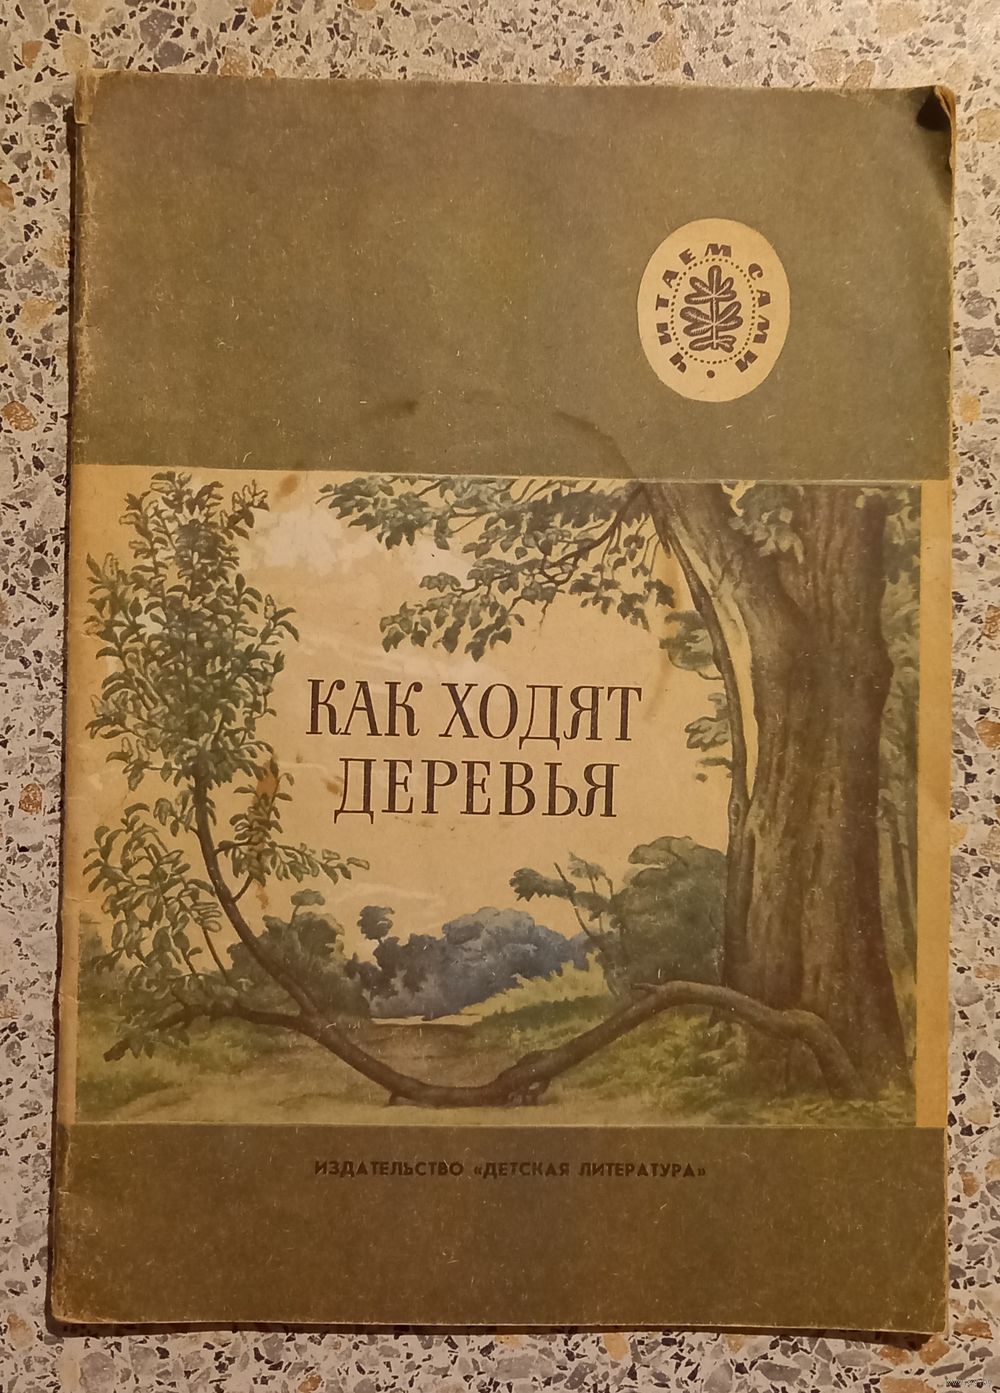 ЧИТАЕМ САМИ •
КАК ХОДЯТ
ДЕРЕВЬЯ
ИЗДАТЕЛЬСТВО «ДЕТСКАЯ ЛИТЕРАТУРА»